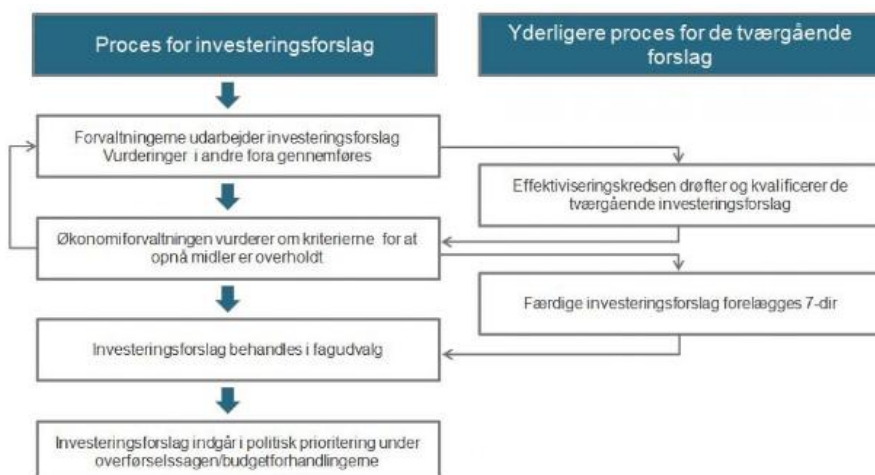 Proces for investeringsforslag
Yderligere proces for de tværgående
forslag
Forvaltningerne udarbejder investeringsforslag
Vurderinger i andre fora gennemføres
Effektiviseringskredsen drøfter og kvalificerer de
tværgående investeringsforslag
Økonomiforvaltningen vurderer om kriterierne for at
opnå midler er overholdt
Færdige investeringsforslag forelægges 7-dir
Investeringsforslag behandles i fagudvalg
Investeringsforslag indgår i politisk prioritering under
overførselssagen/budgetforhandlingerne